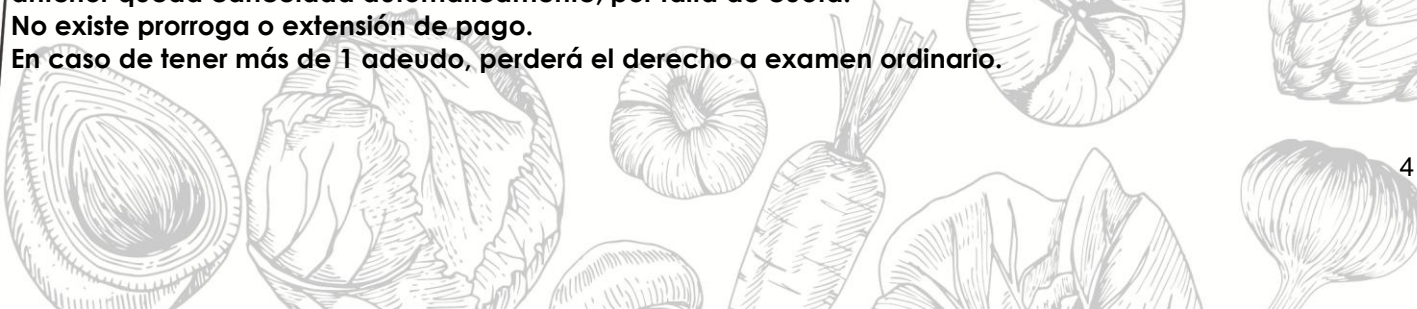 No existe prorroga o extensión de pago.
En caso de tener más de 1 adeudo, perderá el derecho a examen ordinario.
4